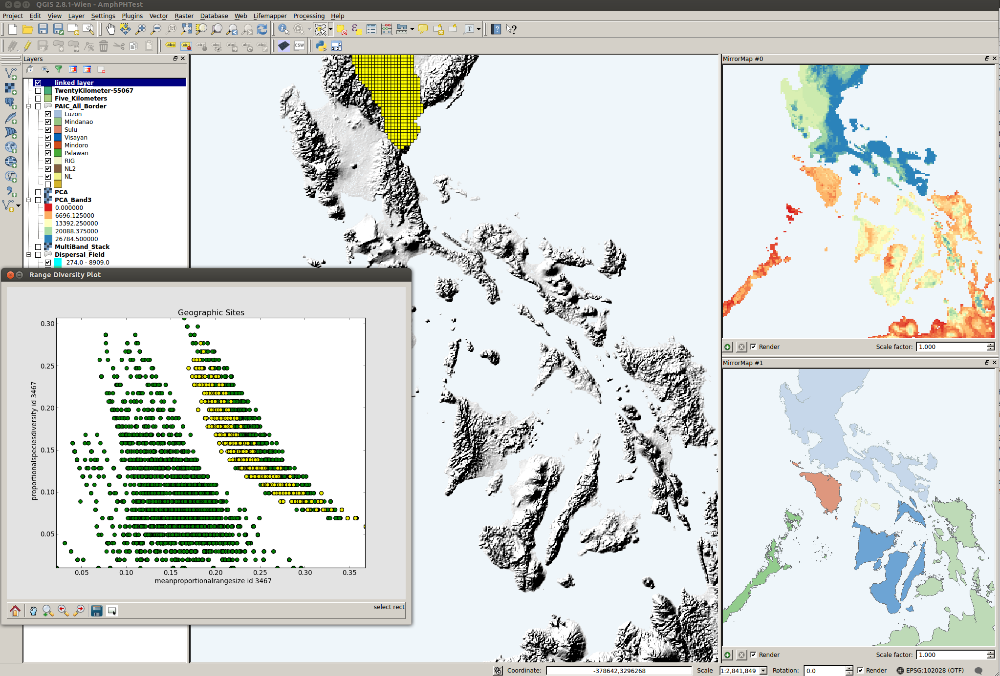 QGIS 2.8.1-Wien - AmphPHTest
Project Edit View Layer Settings Plugins Vector Raster Database Web Lifemapper Processing Help
Layers
linked layer
TwentyKilometer-55067
Five_Kilometers
PAIC_All_Border
Luzon
Mindanao
Sulu
Visayan
Mindoro
Palawan
RIG
NL2
NL
PCA
PCA_Band3
0.000000
6696.125000
13392.250000
20088.375000
26784.500000
MultiBand_Stack
Dispersal_Field
274.0 - 8909.0
Range Diversity Plot
Geographic Sites
0.30
0.25
0.20
0.15
0.10
0.05
proportionalspeciesdiversity id 3467
0.05 0.10 0.15 0.20 0.25 0.30 0.35
meanproportionalrangesize id 3467
select rect
MirrorMap #0
Render Scale factor: 1.000
MirrorMap #1
Render Scale factor: 1.000
Coordinate: -378642,3296268 Scale 1:2,841,849 Rotation: 0.0 Render EPSG:102028 (OTF)